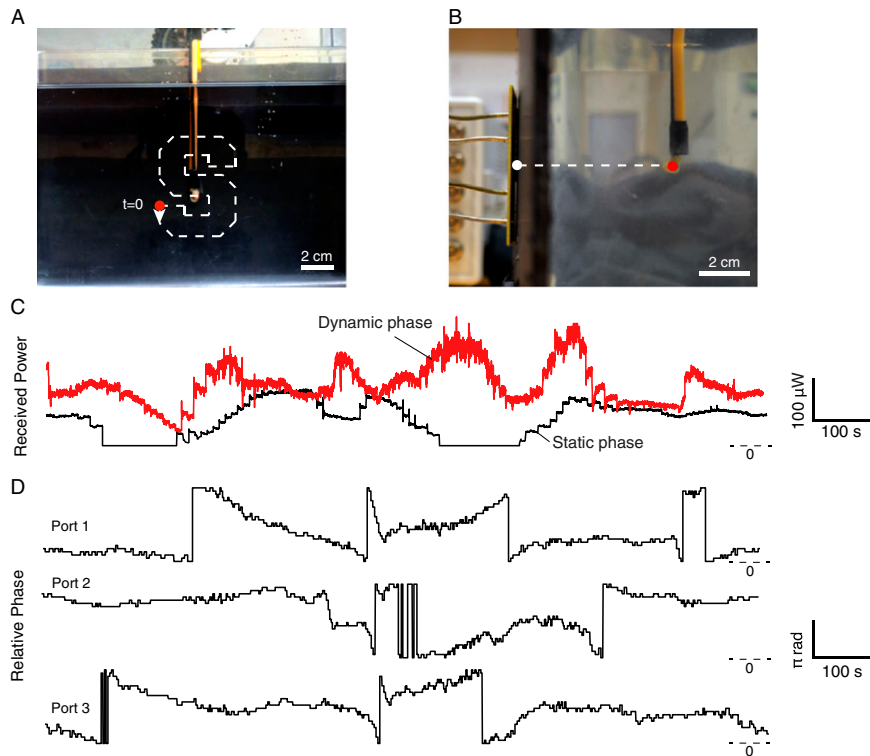 A
B
t=0
2 cm
2 cm
C
Received Power
Dynamic phase
Static phase
100 µW
100 s
0
D
Relative Phase
Port 1
0
Port 2
0
π rad
100 s
Port 3
0